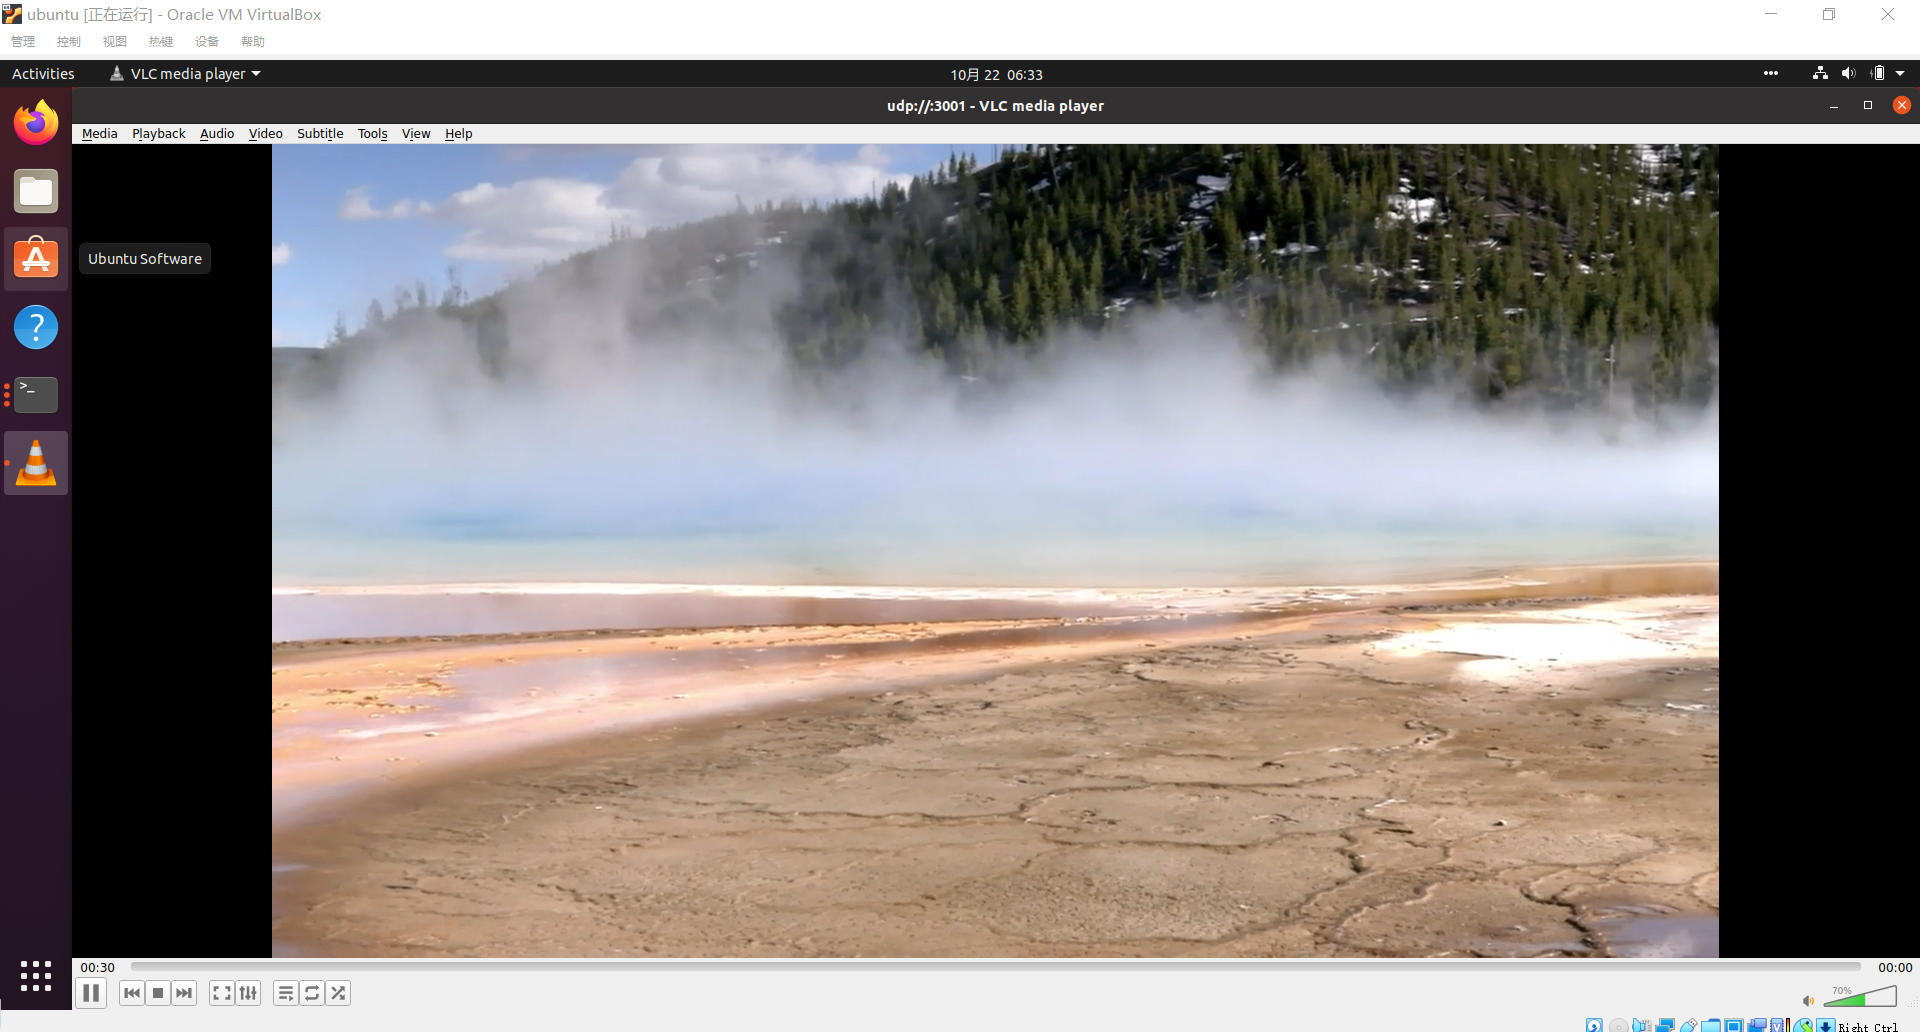 ubuntu [正在运行] - Oracle VM VirtualBox
管理 控制 视图 热键 设备 帮助
Activities VLC media player 10月 22 06:33
udp://:3001 - VLC media player
Media Playback Audio Video Subtitle Tools View Help
Ubuntu Software
00:30 00:00
70%
Right Ctrl